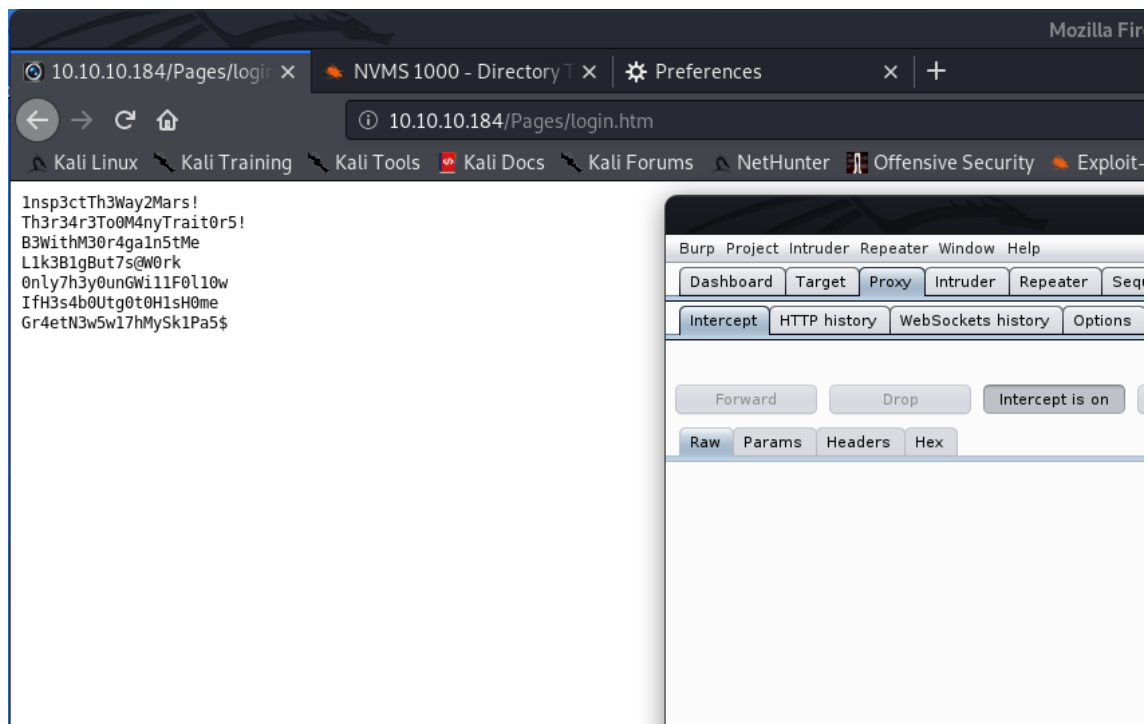 Mozilla Fir
10.10.10.184/Pages/login
NVMS 1000 - Directory T
Preferences
10.10.10.184/Pages/login.htm
Kali Linux Kali Training Kali Tools Kali Docs Kali Forums NetHunter Offensive Security Exploit-
1nsp3ctTh3Way2Mars!
Th3r34r3To0M4nyTrait0r5!
B3WithM30r4ga1n5tMe
L1k3B1gBut7s@W0rk
0nly7h3y0unGWi11F0l10w
IfH3s4b0Utg0t0H1sH0me
Gr4etN3w5w17hMySk1Pa5$
Burp Project Intruder Repeater Window Help
Dashboard Target Proxy Intruder Repeater Sequ
Intercept HTTP history WebSockets history Options
Forward Drop Intercept is on
Raw Params Headers Hex